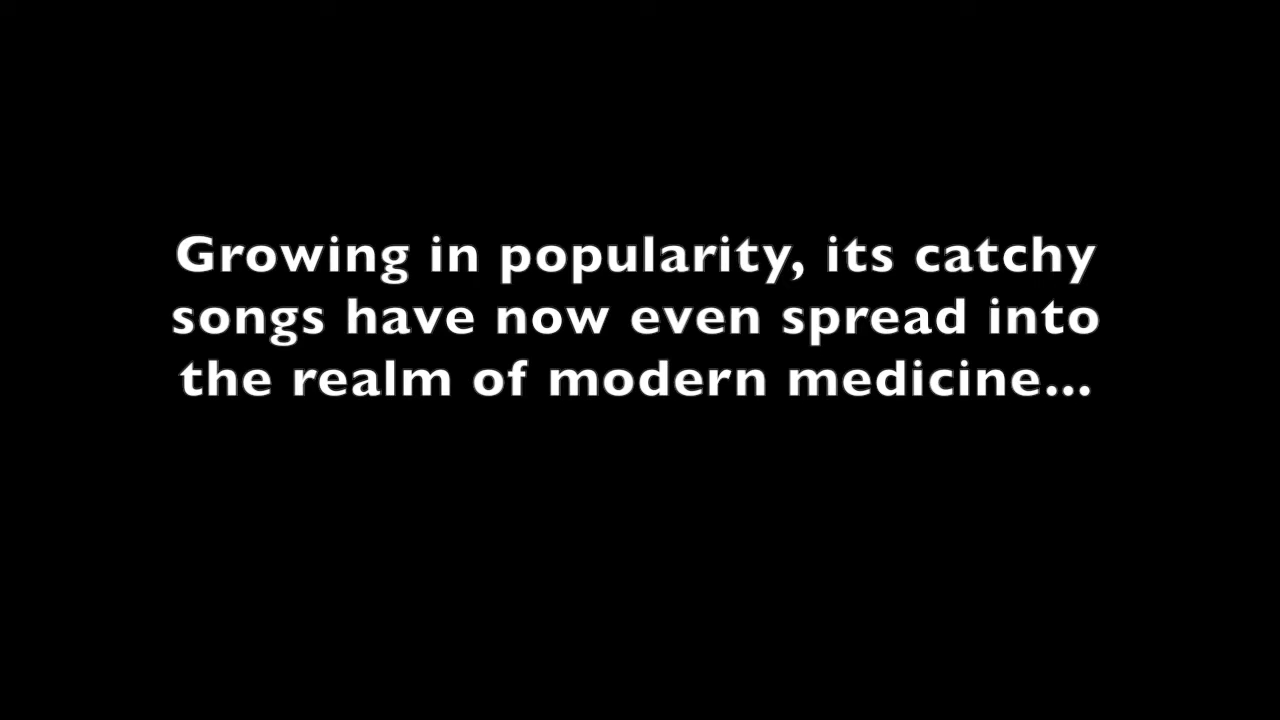 Growing in popularity, its catchy
songs have now even spread into
the realm of modern medicine...